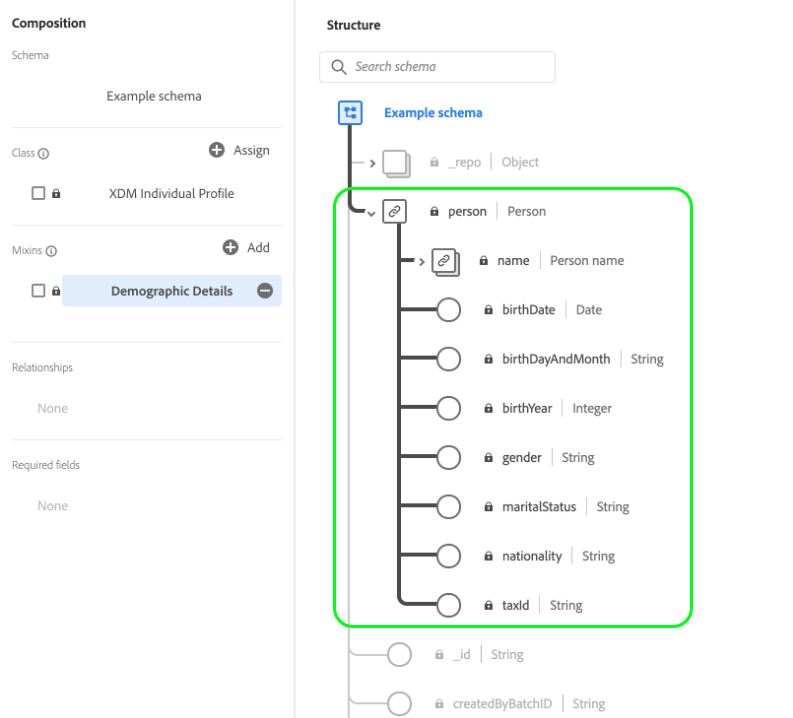 Composition
Schema
Example schema
Class
Assign
XDM Individual Profile
Mixins
Add
Demographic Details
Relationships
None
Required fields
None
Structure
Search schema
Example schema
_repo | Object
person | Person
name | Person name
birthDate | Date
birthDayAndMonth | String
birthYear | Integer
gender | String
maritalStatus | String
nationality | String
taxId | String
_id | String
createdByBatchID | String